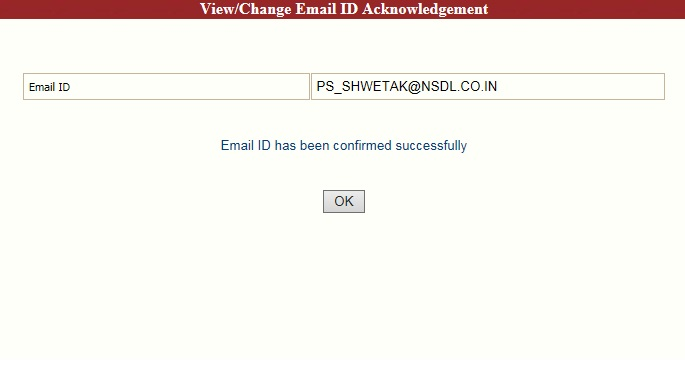 View/Change Email ID Acknowledgement
Email ID PS_SHWETAK@NSDL.CO.IN
Email ID has been confirmed successfully
OK